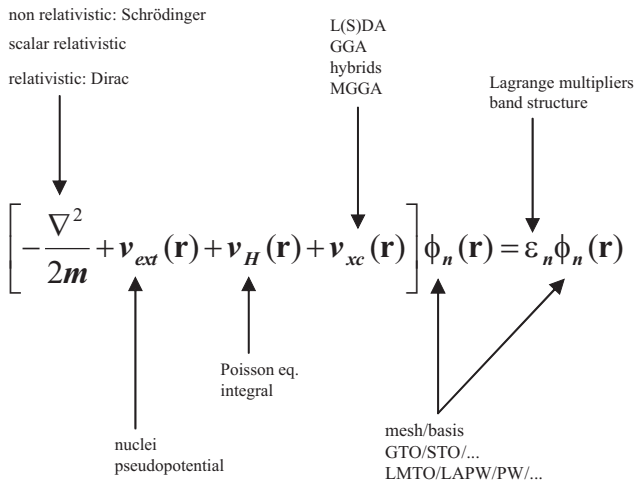 non relativistic: Schrödinger
scalar relativistic
relativistic: Dirac
L(S)DA
GGA
hybrids
MGGA
Lagrange multipliers
band structure
[-∇²/2m + v_ext(r) + v_H(r) + v_xc(r)] ϕ_n(r) = ε_n ϕ_n(r)
Poisson eq.
integral
nuclei
pseudopotential
mesh/basis
GTO/STO/...
LMTO/LAPW/PW/...